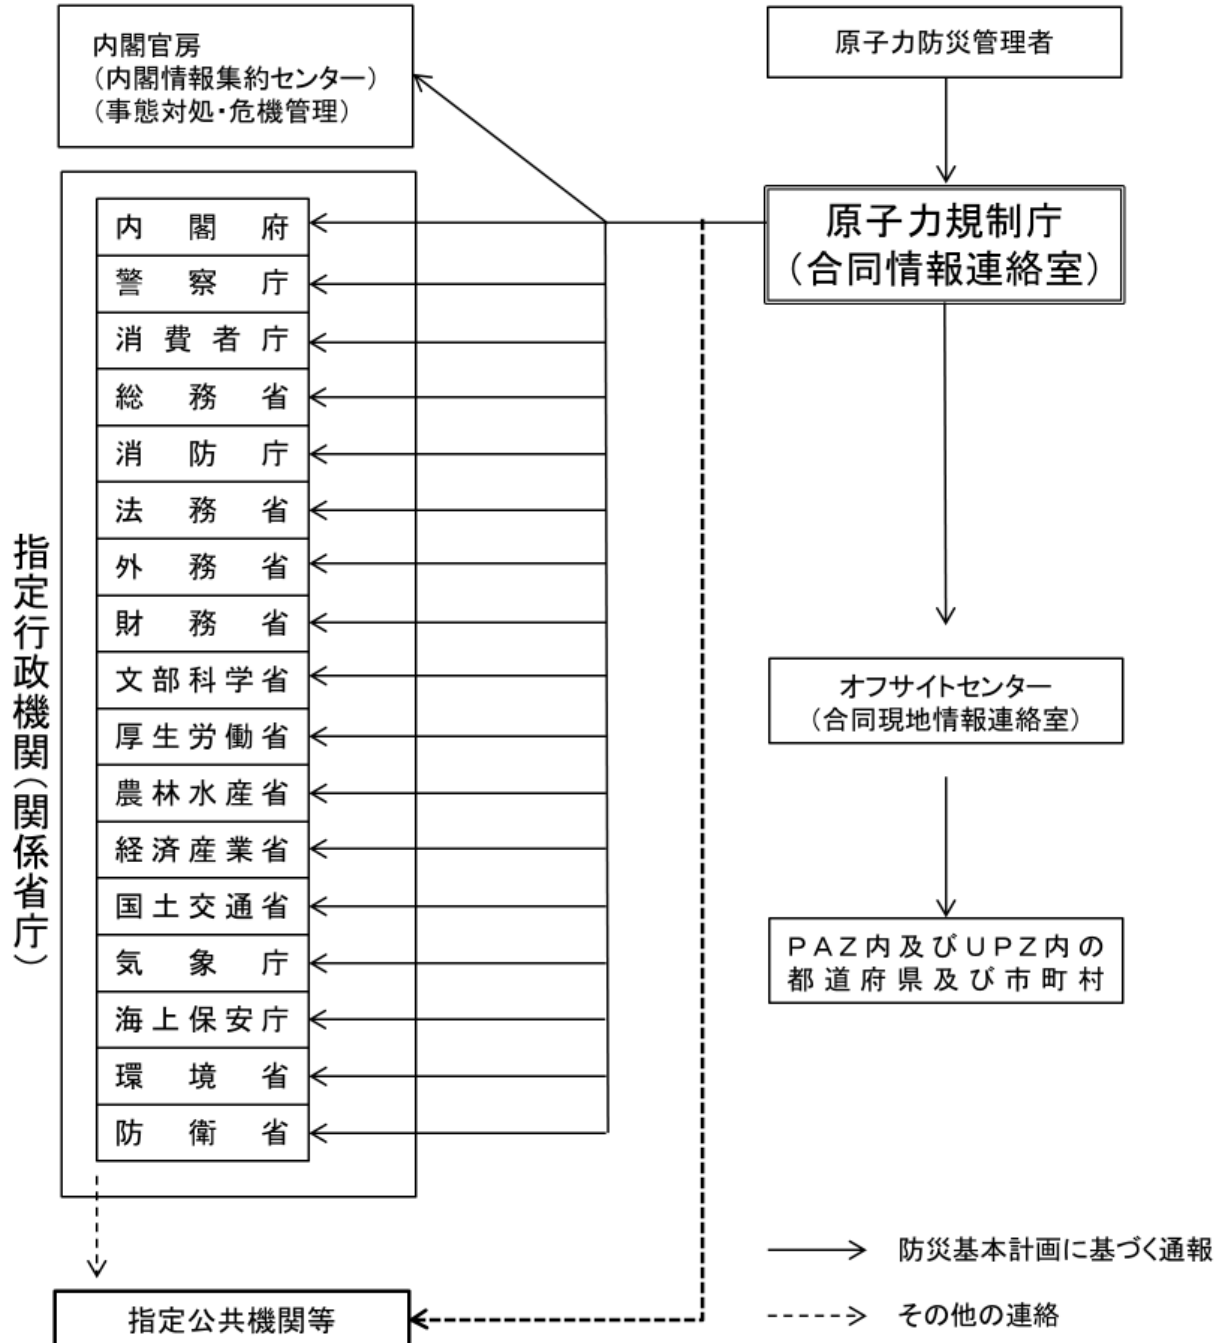 内閣官房
(内閣情報集約センター)
(事態対処・危機管理)
原子力防災管理者
原子力規制庁
(合同情報連絡室)
指定行政機関(関係省庁)
内閣府
警察庁
消費者庁
総務省
消防庁
法務省
外務省
財務省
文部科学省
厚生労働省
農林水産省
経済産業省
国土交通省
気象庁
海上保安庁
環境省
防衛省
オフサイトセンター
(合同現地情報連絡室)
PAZ内及びUPZ内の
都道府県及び市町村
指定公共機関等
防災基本計画に基づく通報
その他の連絡